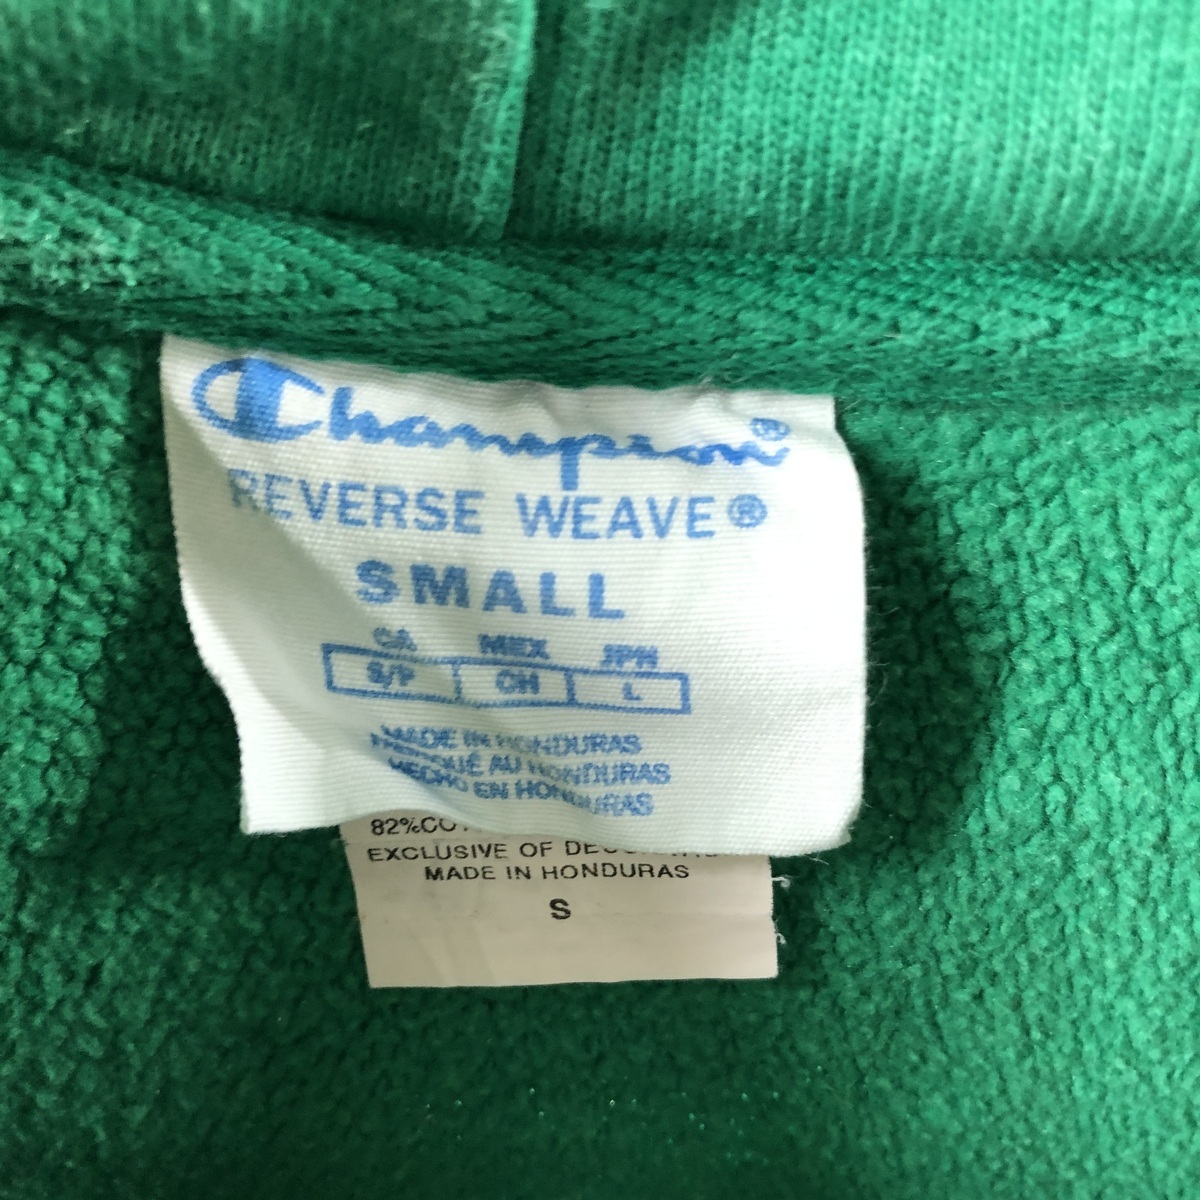 Champion®
REVERSE WEAVE®
SMALL
CA MEX JPN
S/P CH L
MADE IN HONDURAS
FABRIQUÉ AU HONDURAS
HECHO EN HONDURAS
EXCLUSIVE OF
MADE IN HONDURAS
S